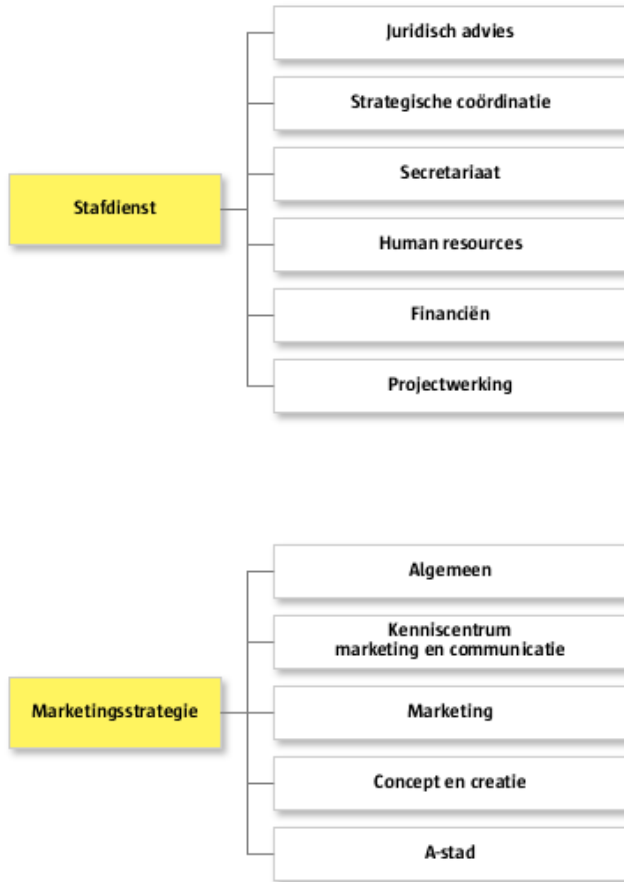 Stafdienst
Juridisch advies
Strategische coördinatie
Secretariaat
Human resources
Financiën
Projectwerking
Marketingsstrategie
Algemeen
Kenniscentrum
marketing en communicatie
Marketing
Concept en creatie
A-stad